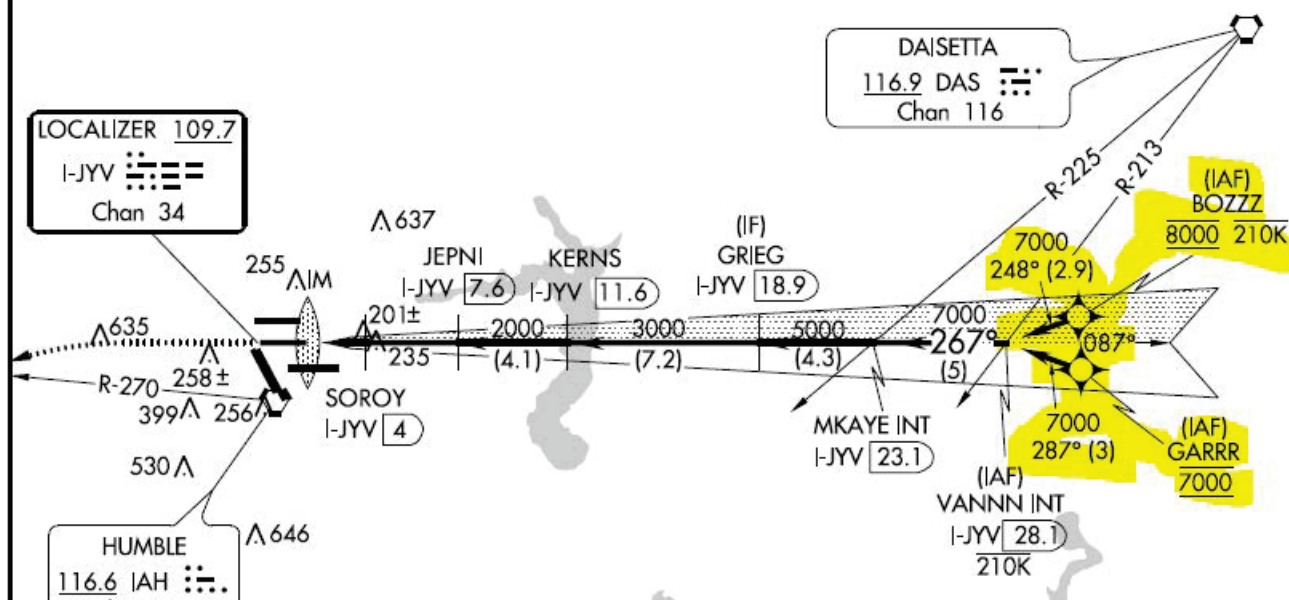 DAISETTA
116.9 DAS
Chan 116
LOCALIZER 109.7
I-JYV
Chan 34
R-225
R-213
(IAF)
BOZZZ
8000 210K
637
(IF)
GRIEG
I-JYV 18.9
JEPNI
I-JYV 7.6
KERNS
I-JYV 11.6
7000
248° (2.9)
255
IM
201±
635
2000
(4.1)
3000
(7.2)
5000
(4.3)
7000
267°
(5)
087°
235
258±
R-270
399
256
SOROY
I-JYV 4
MKAYE INT
I-JYV 23.1
7000
287° (3)
(IAF)
GARRR
7000
530
(IAF)
VANNN INT
I-JYV 28.1
210K
646
HUMBLE
116.6 IAH